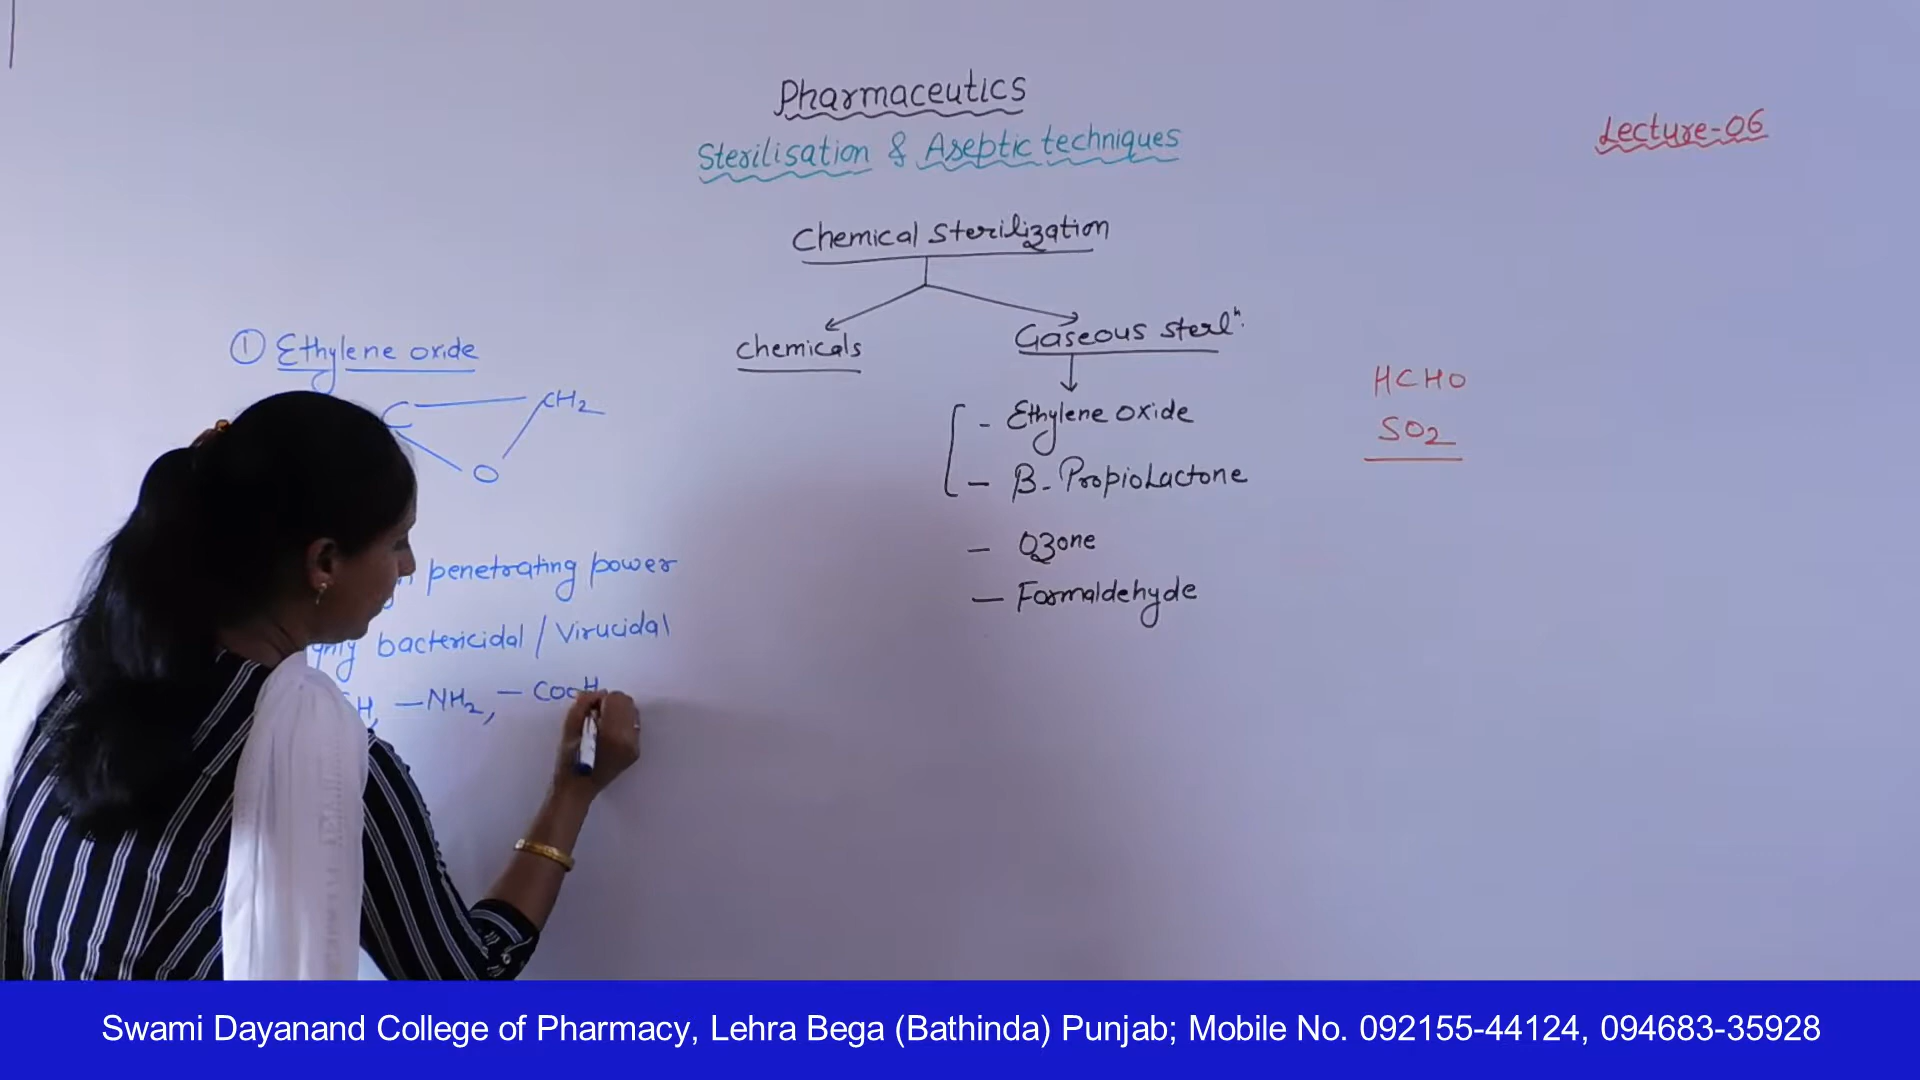 Pharmaceutics
Sterilisation & Aseptic techniques
Lecture-06
Chemical Sterilization
Chemicals
Gaseous sterlⁿ.
- Ethylene oxide
- β- PropioLactone
- Ozone
- Formaldehyde
HCHO
SO2
① Ethylene oxide
C CH2
O
penetrating power
bactericidal / Virucidal
H, -NH2, - COOH
Swami Dayanand College of Pharmacy, Lehra Bega (Bathinda) Punjab; Mobile No. 092155-44124, 094683-35928